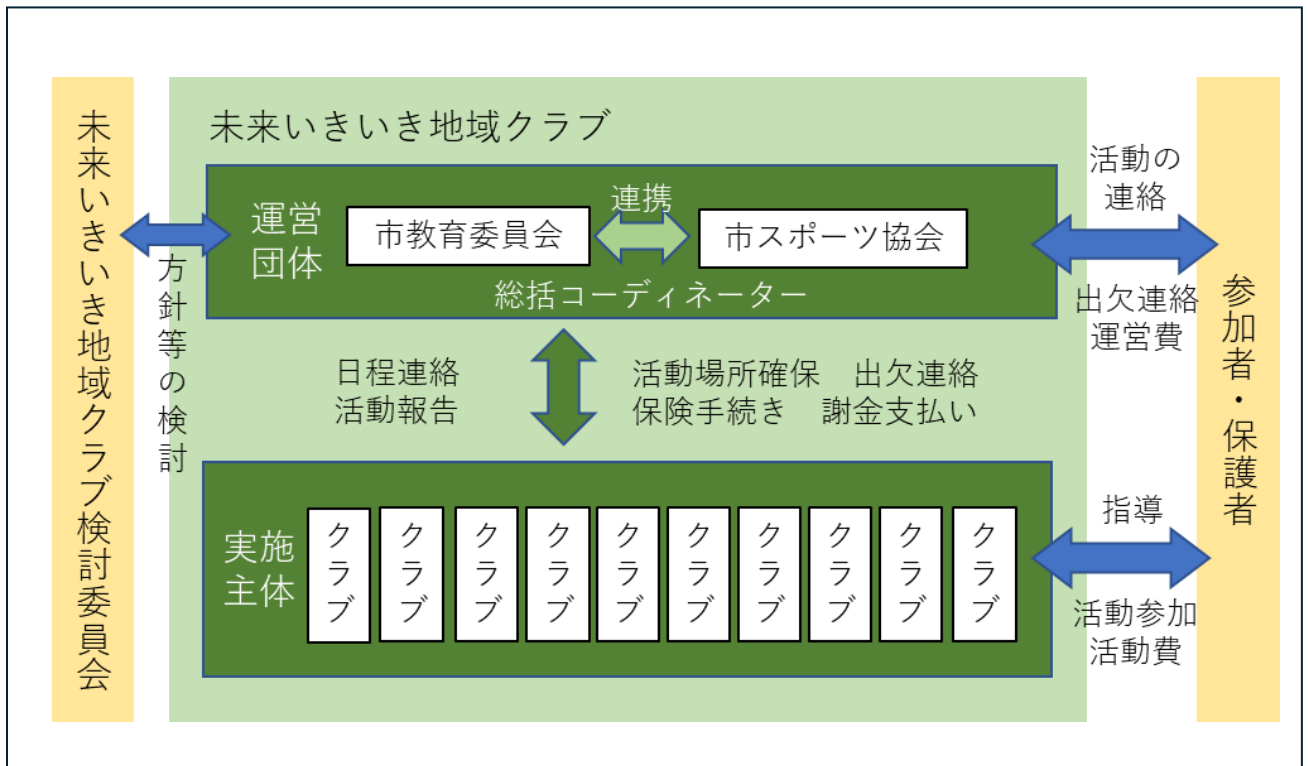 未来いきいき地域クラブ検討委員会
方針等の検討
未来いきいき地域クラブ
運営
団体
市教育委員会
連携
市スポーツ協会
総括コーディネーター
日程連絡
活動報告
活動場所確保　出欠連絡
保険手続き　謝金支払い
実施
主体
クラブ
クラブ
クラブ
クラブ
クラブ
クラブ
クラブ
クラブ
クラブ
クラブ
活動の
連絡
出欠連絡
運営費
指導
活動参加
活動費
参加者・保護者